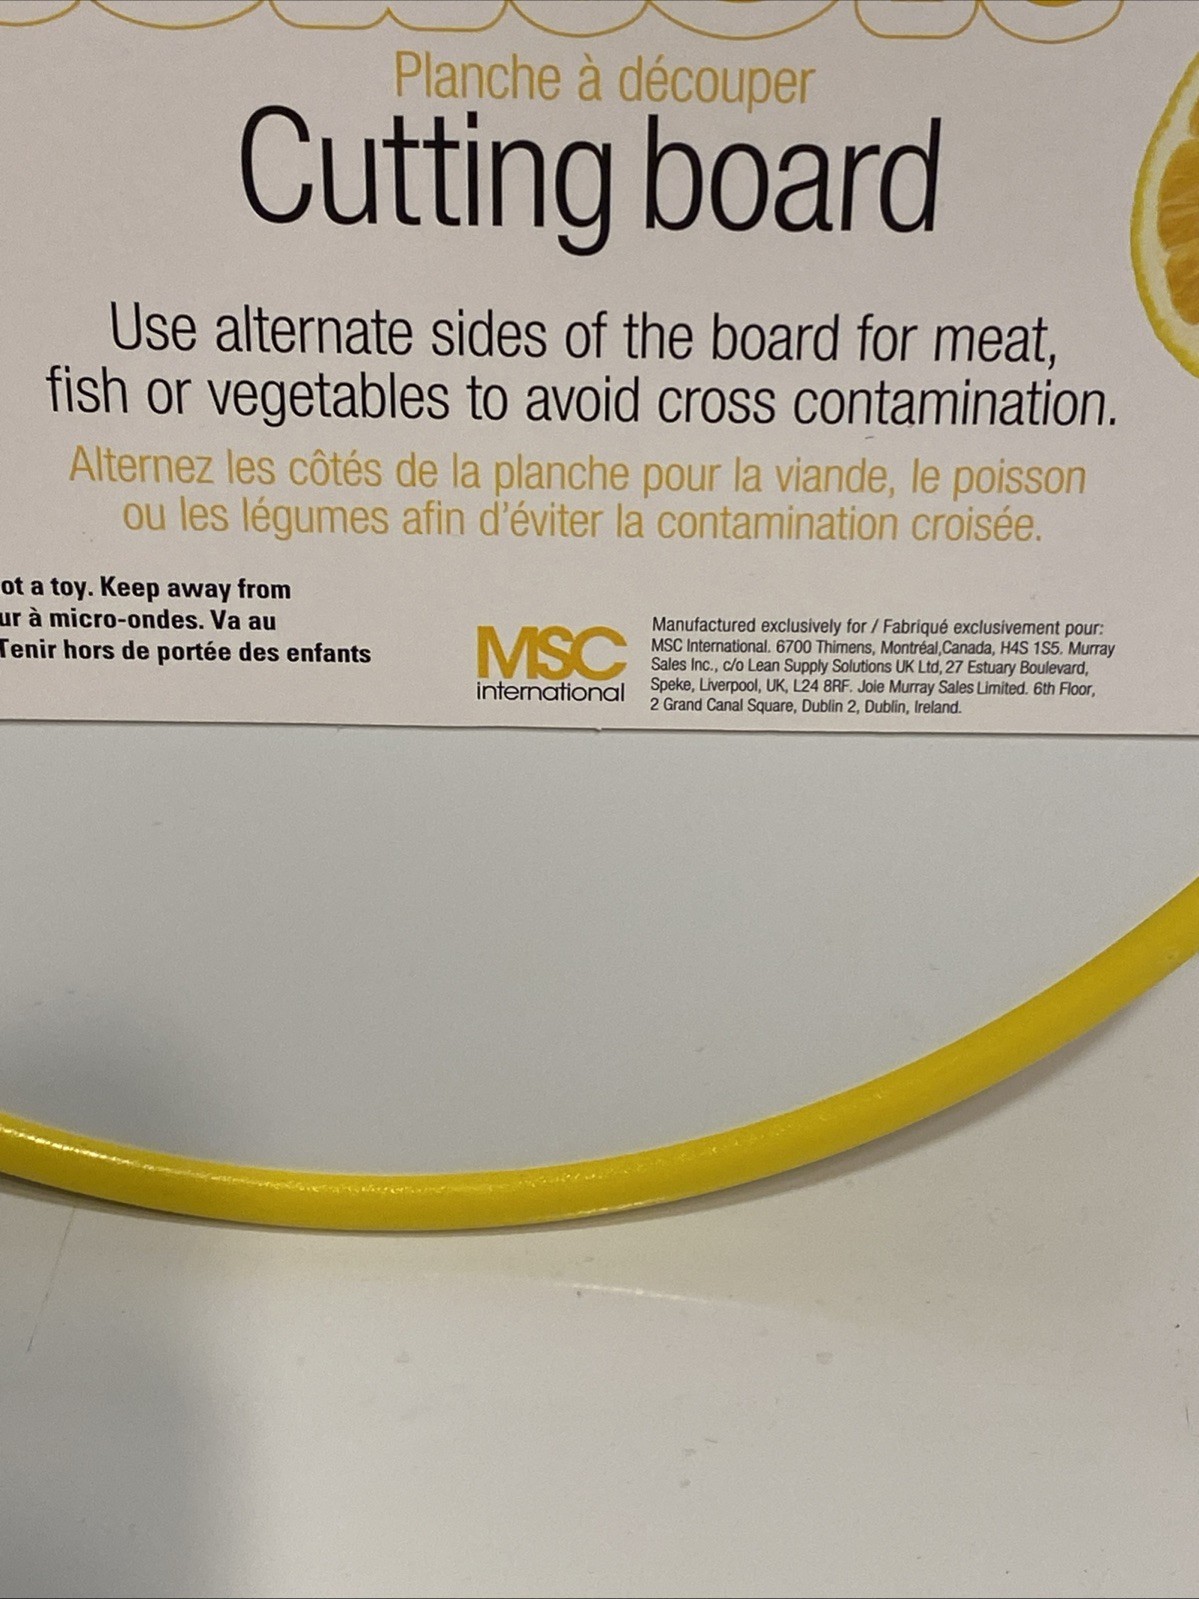 Planche à découper
Cutting board
Use alternate sides of the board for meat,
fish or vegetables to avoid cross contamination.
Alternez les côtés de la planche pour la viande, le poisson
ou les légumes afin d'éviter la contamination croisée.
ot a toy. Keep away from
ur à micro-ondes. Va au
Tenir hors de portée des enfants
MSC
international
Manufactured exclusively for / Fabriqué exclusivement pour:
MSC International. 6700 Thimens, Montréal,Canada, H4S 1S5. Murray
Sales Inc., c/o Lean Supply Solutions UK Ltd, 27 Estuary Boulevard,
Speke, Liverpool, UK, L24 8RF. Joie Murray Sales Limited. 6th Floor,
2 Grand Canal Square, Dublin 2, Dublin, Ireland.